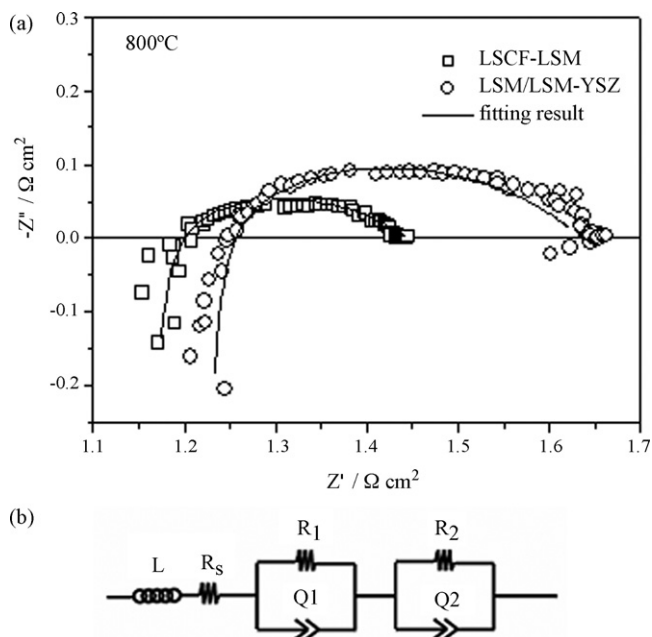 (a)
800ºC
LSCF-LSM
LSM/LSM-YSZ
fitting result
0.3
0.2
0.1
0.0
-0.1
-0.2
-Z" / Ω cm²
1.1 1.2 1.3 1.4 1.5 1.6 1.7
Z' / Ω cm²
(b)
L
Rs
R1
Q1
R2
Q2